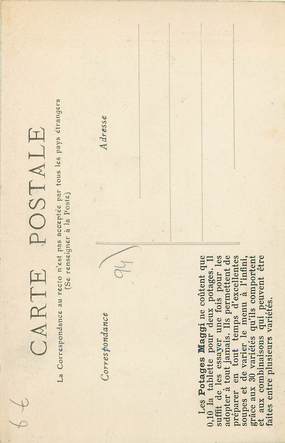 CARTE POSTALE
La Correspondance au recto n'est pas acceptée par tous les pays étrangers
(Se renseigner à la Poste)
Correspondance
Adresse
94
Les Potages Maggi ne coûtent que
0,10 la tablette pour deux potages. Il
suffit de les essayer une fois pour les
adopter à tout jamais. Ils permettent de
préparer en tout temps d'excellentes
soupes et de varier le menu à l'infini,
grâce aux 30 variétés qu'ils comportent
et aux combinaisons qui peuvent être
faites entre plusieurs variétés.